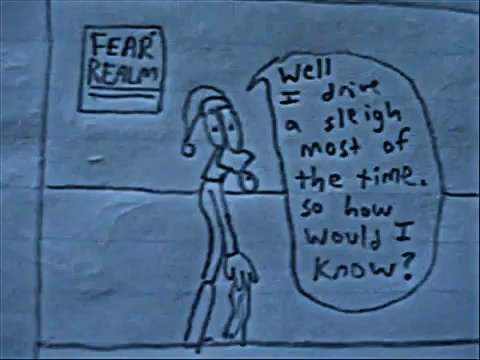 FEAR
REALM
Well
I drive
a sleigh
most of
the time.
so how
would I
know?